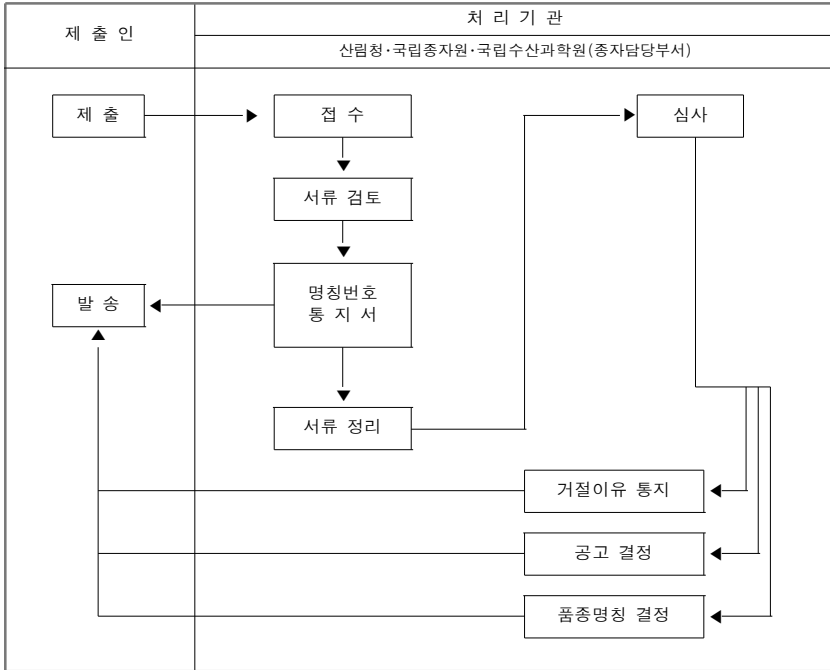 제 출 인
처 리 기 관
산림청·국립종자원·국립수산과학원(종자담당부서)
제 출
접 수
심사
서류 검토
발 송
명칭번호
통 지 서
서류 정리
거절이유 통지
공고 결정
품종명칭 결정